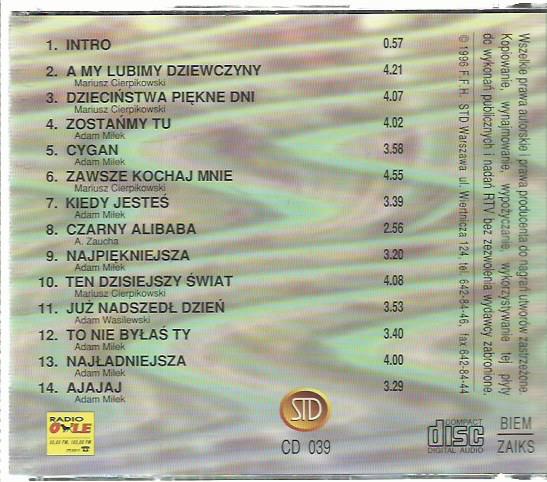 1. INTRO 0.57
2. A MY LUBIMY DZIEWCZYNY 4.21
Mariusz Cierpikowski
3. DZIECIŃSTWA PIĘKNE DNI 4.07
Mariusz Cierpikowski
4. ZOSTAŃMY TU 4.02
Adam Miłek
5. CYGAN 3.58
Adam Miłek
6. ZAWSZE KOCHAJ MNIE 4.55
Mariusz Cierpikowski
7. KIEDY JESTEŚ 3.39
Adam Miłek
8. CZARNY ALIBABA 2.56
A. Zaucha
9. NAJPIĘKNIEJSZA 3.20
Adam Miłek
10. TEN DZISIEJSZY ŚWIAT 4.08
Mariusz Cierpikowski
11. JUŻ NADSZEDŁ DZIEŃ 3.53
Adam Wasilewski
12. TO NIE BYŁAŚ TY 3.40
Adam Miłek
13. NAJŁADNIEJSZA 4.00
Adam Miłek
14. AJAJAJ 3.29
Adam Miłek
RADIO
STD
CD 039
COMPACT
disc
DIGITAL AUDIO
BIEM
ZAIKS
Wszelkie prawa autorskie i prawa producenta do nagrań utworów zastrzeżone.
Kopiowanie, wynajmowanie, wypożyczanie, wykorzystywanie tej płyty
do wykonań publicznych i nadań RTV bez zezwolenia wydawcy zabronione.
© 1996 F.F.H. STD Warszawa ul. Wiertnicza 124, tel. 642-84-46, fax 642-84-44